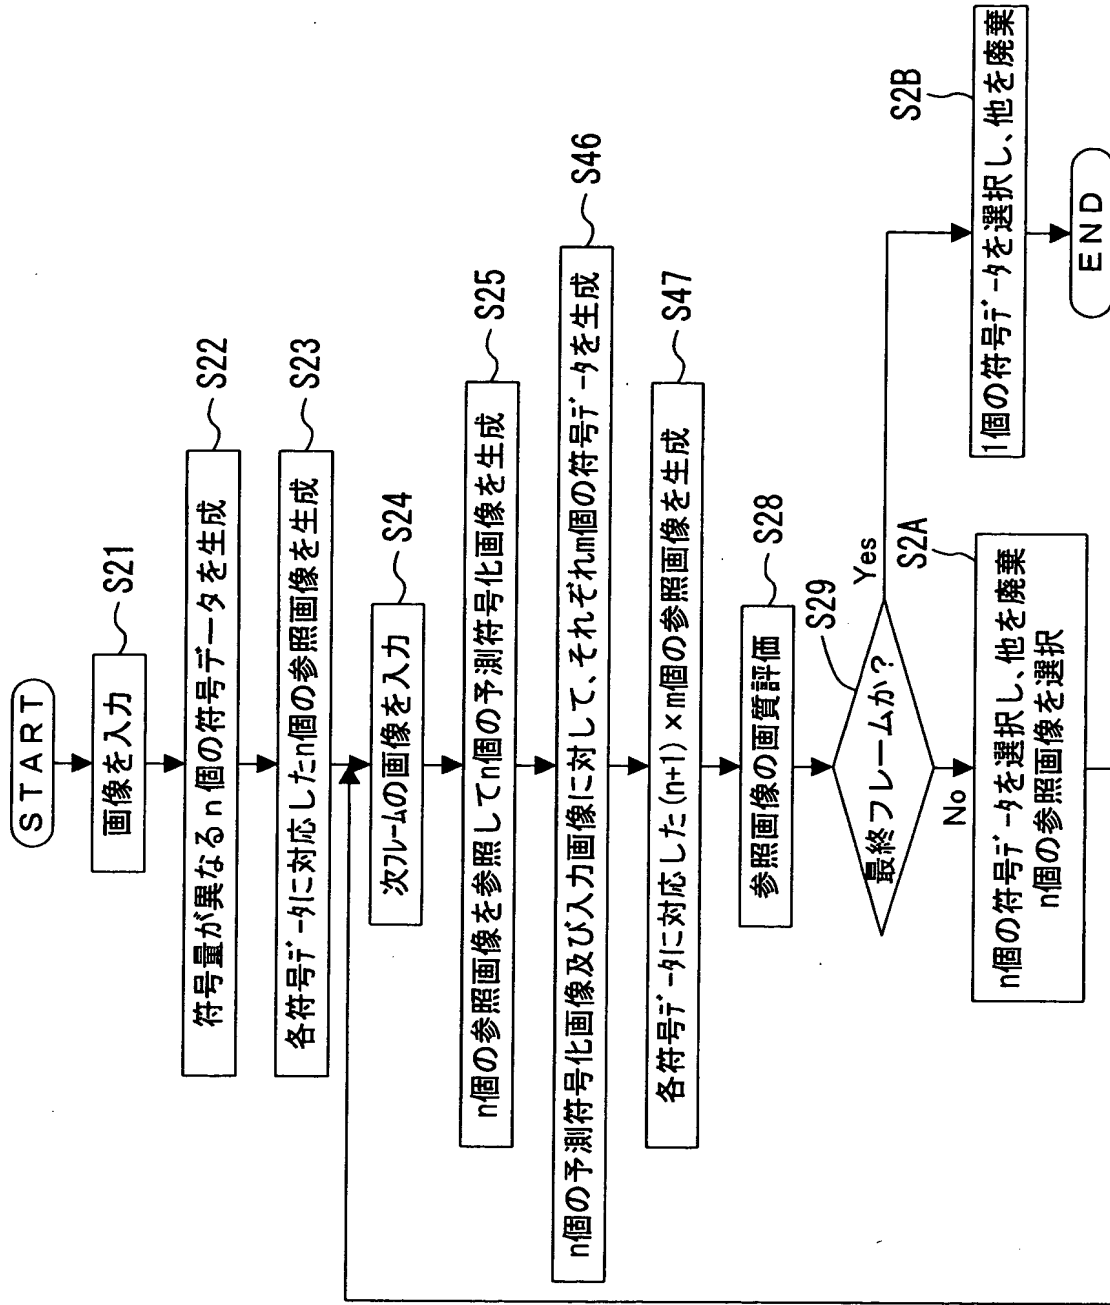 START
画像を入力
S21
符号量が異なるn個の符号データを生成
S22
各符号データに対応したn個の参照画像を生成
S23
次フレームの画像を入力
S24
n個の参照画像を参照してn個の予測符号化画像を生成
S25
n個の予測符号化画像及び入力画像に対して、それぞれm個の符号データを生成
S46
各符号データに対応した(n+1)×m個の参照画像を生成
S47
参照画像の画質評価
S28
最終フレームか?
S29
No
Yes
n個の符号データを選択し、他を廃棄
n個の参照画像を選択
S2A
1個の符号データを選択し、他を廃棄
S2B
END